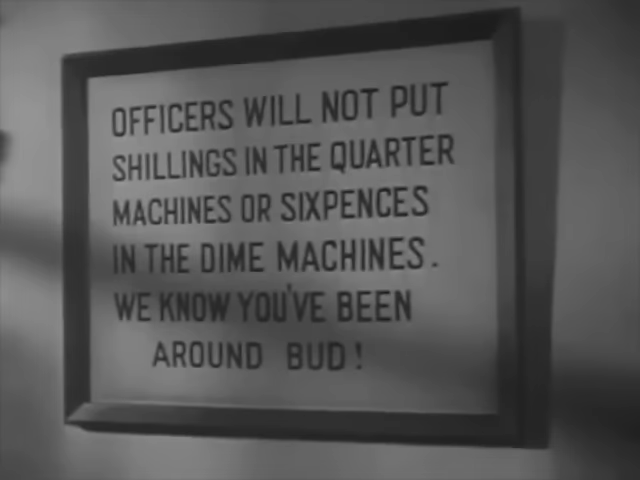 OFFICERS WILL NOT PUT
SHILLINGS IN THE QUARTER
MACHINES OR SIXPENCES
IN THE DIME MACHINES.
WE KNOW YOU'VE BEEN
AROUND BUD!